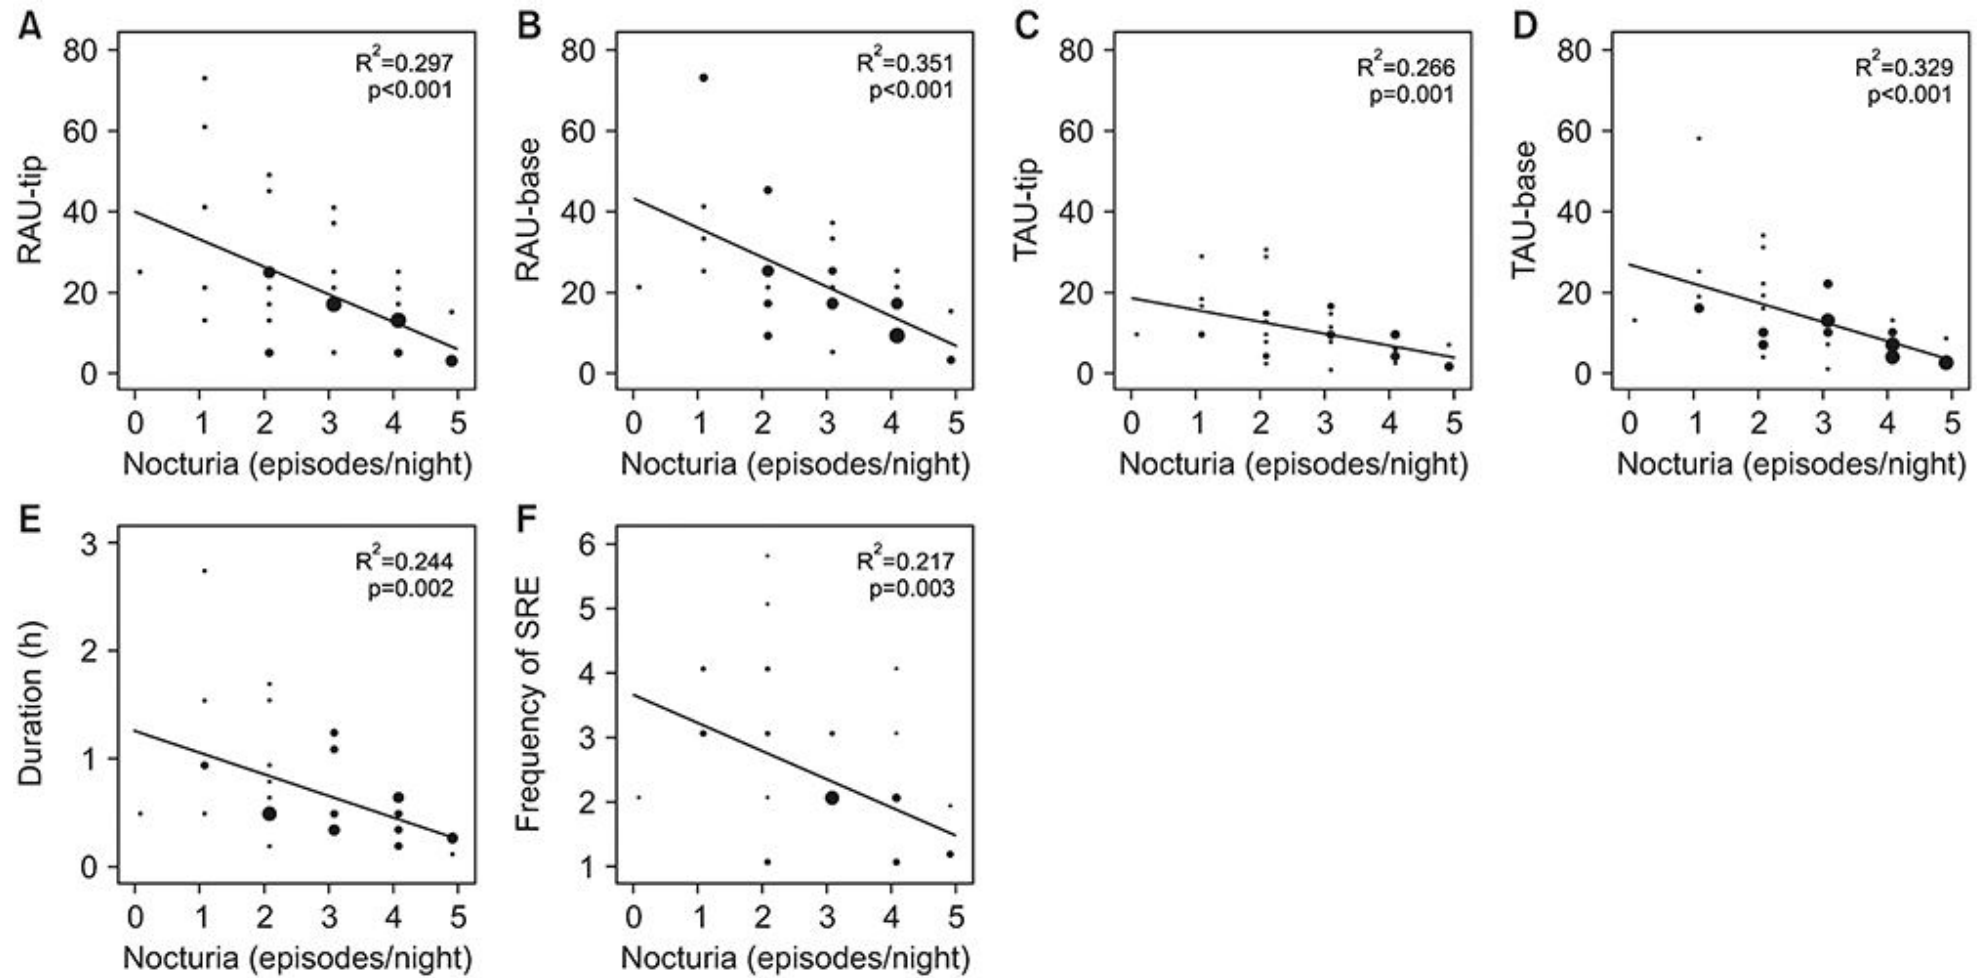 A
RAU-tip
80
60
40
20
0
R²=0.297
p<0.001
0 1 2 3 4 5
Nocturia (episodes/night)
B
RAU-base
80
60
40
20
0
R²=0.351
p<0.001
0 1 2 3 4 5
Nocturia (episodes/night)
C
TAU-tip
80
60
40
20
0
R²=0.266
p=0.001
0 1 2 3 4 5
Nocturia (episodes/night)
D
TAU-base
80
60
40
20
0
R²=0.329
p<0.001
0 1 2 3 4 5
Nocturia (episodes/night)
E
Duration (h)
3
2
1
0
R²=0.244
p=0.002
0 1 2 3 4 5
Nocturia (episodes/night)
F
Frequency of SRE
6
5
4
3
2
1
R²=0.217
p=0.003
0 1 2 3 4 5
Nocturia (episodes/night)